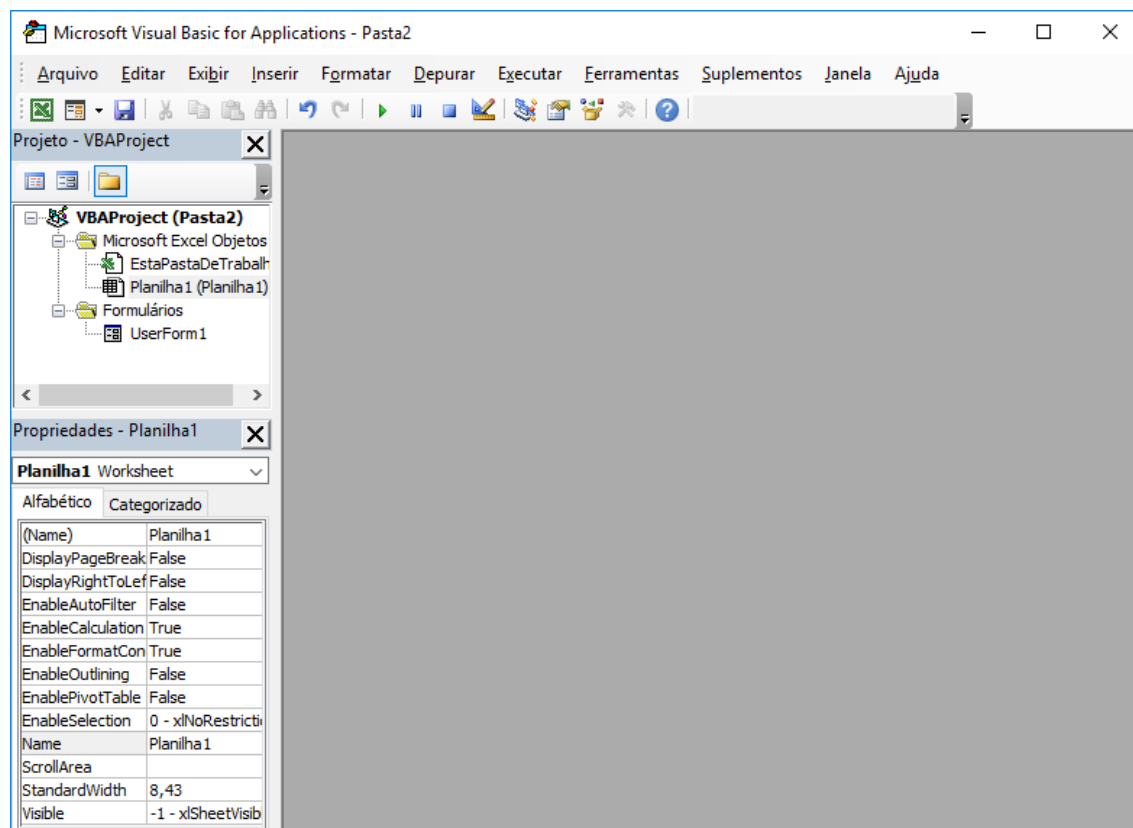 Microsoft Visual Basic for Applications - Pasta2
Arquivo Editar Exibir Inserir Formatar Depurar Executar Ferramentas Suplementos Janela Ajuda
Projeto - VBAProject
VBAProject (Pasta2)
Microsoft Excel Objetos
EstaPastaDeTrabalh
Planilha1 (Planilha1)
Formulários
UserForm1
Propriedades - Planilha1
Planilha1 Worksheet
Alfabético Categorizado
(Name) Planilha1
DisplayPageBreak False
DisplayRightToLef False
EnableAutoFilter False
EnableCalculation True
EnableFormatCon True
EnableOutlining False
EnablePivotTable False
EnableSelection 0 - xlNoRestricti
Name Planilha1
ScrollArea
StandardWidth 8,43
Visible -1 - xlSheetVisib